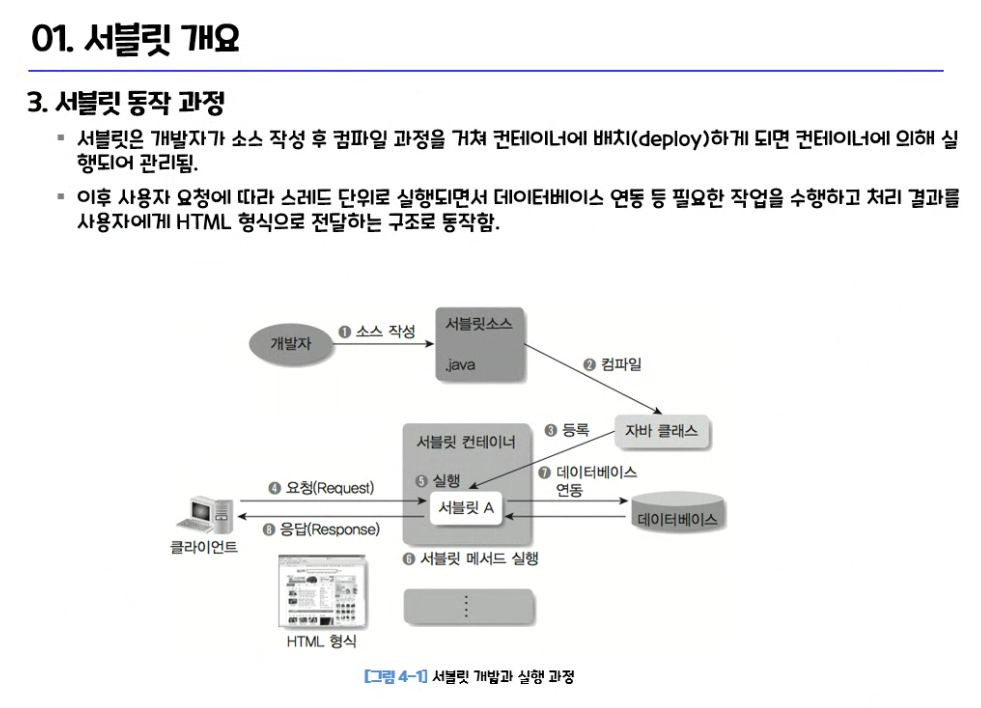 01. 서블릿 개요
3. 서블릿 동작 과정
▪ 서블릿은 개발자가 소스 작성 후 컴파일 과정을 거쳐 컨테이너에 배치(deploy)하게 되면 컨테이너에 의해 실
행되어 관리됨.
▪ 이후 사용자 요청에 따라 스레드 단위로 실행되면서 데이터베이스 연동 등 필요한 작업을 수행하고 처리 결과를
사용자에게 HTML 형식으로 전달하는 구조로 동작함.
개발자
❶ 소스 작성
서블릿소스
.java
❷ 컴파일
자바 클래스
❸ 등록
서블릿 컨테이너
❹ 요청(Request)
❺ 실행
서블릿 A
❼ 데이터베이스
연동
데이터베이스
클라이언트
❽ 응답(Response)
❻ 서블릿 메서드 실행
HTML 형식
[그림 4-1] 서블릿 개발과 실행 과정